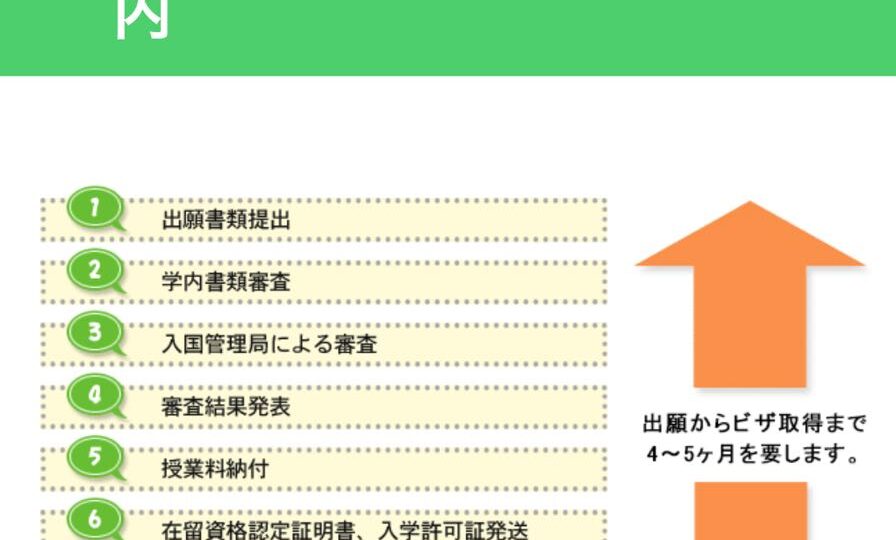 内
1 出願書類提出
2 学内書類審査
3 入国管理局による審査
4 審査結果発表
5 授業料納付
6 在留資格認定証明書、入学許可証発送
出願からビザ取得まで
4～5ヶ月を要します。